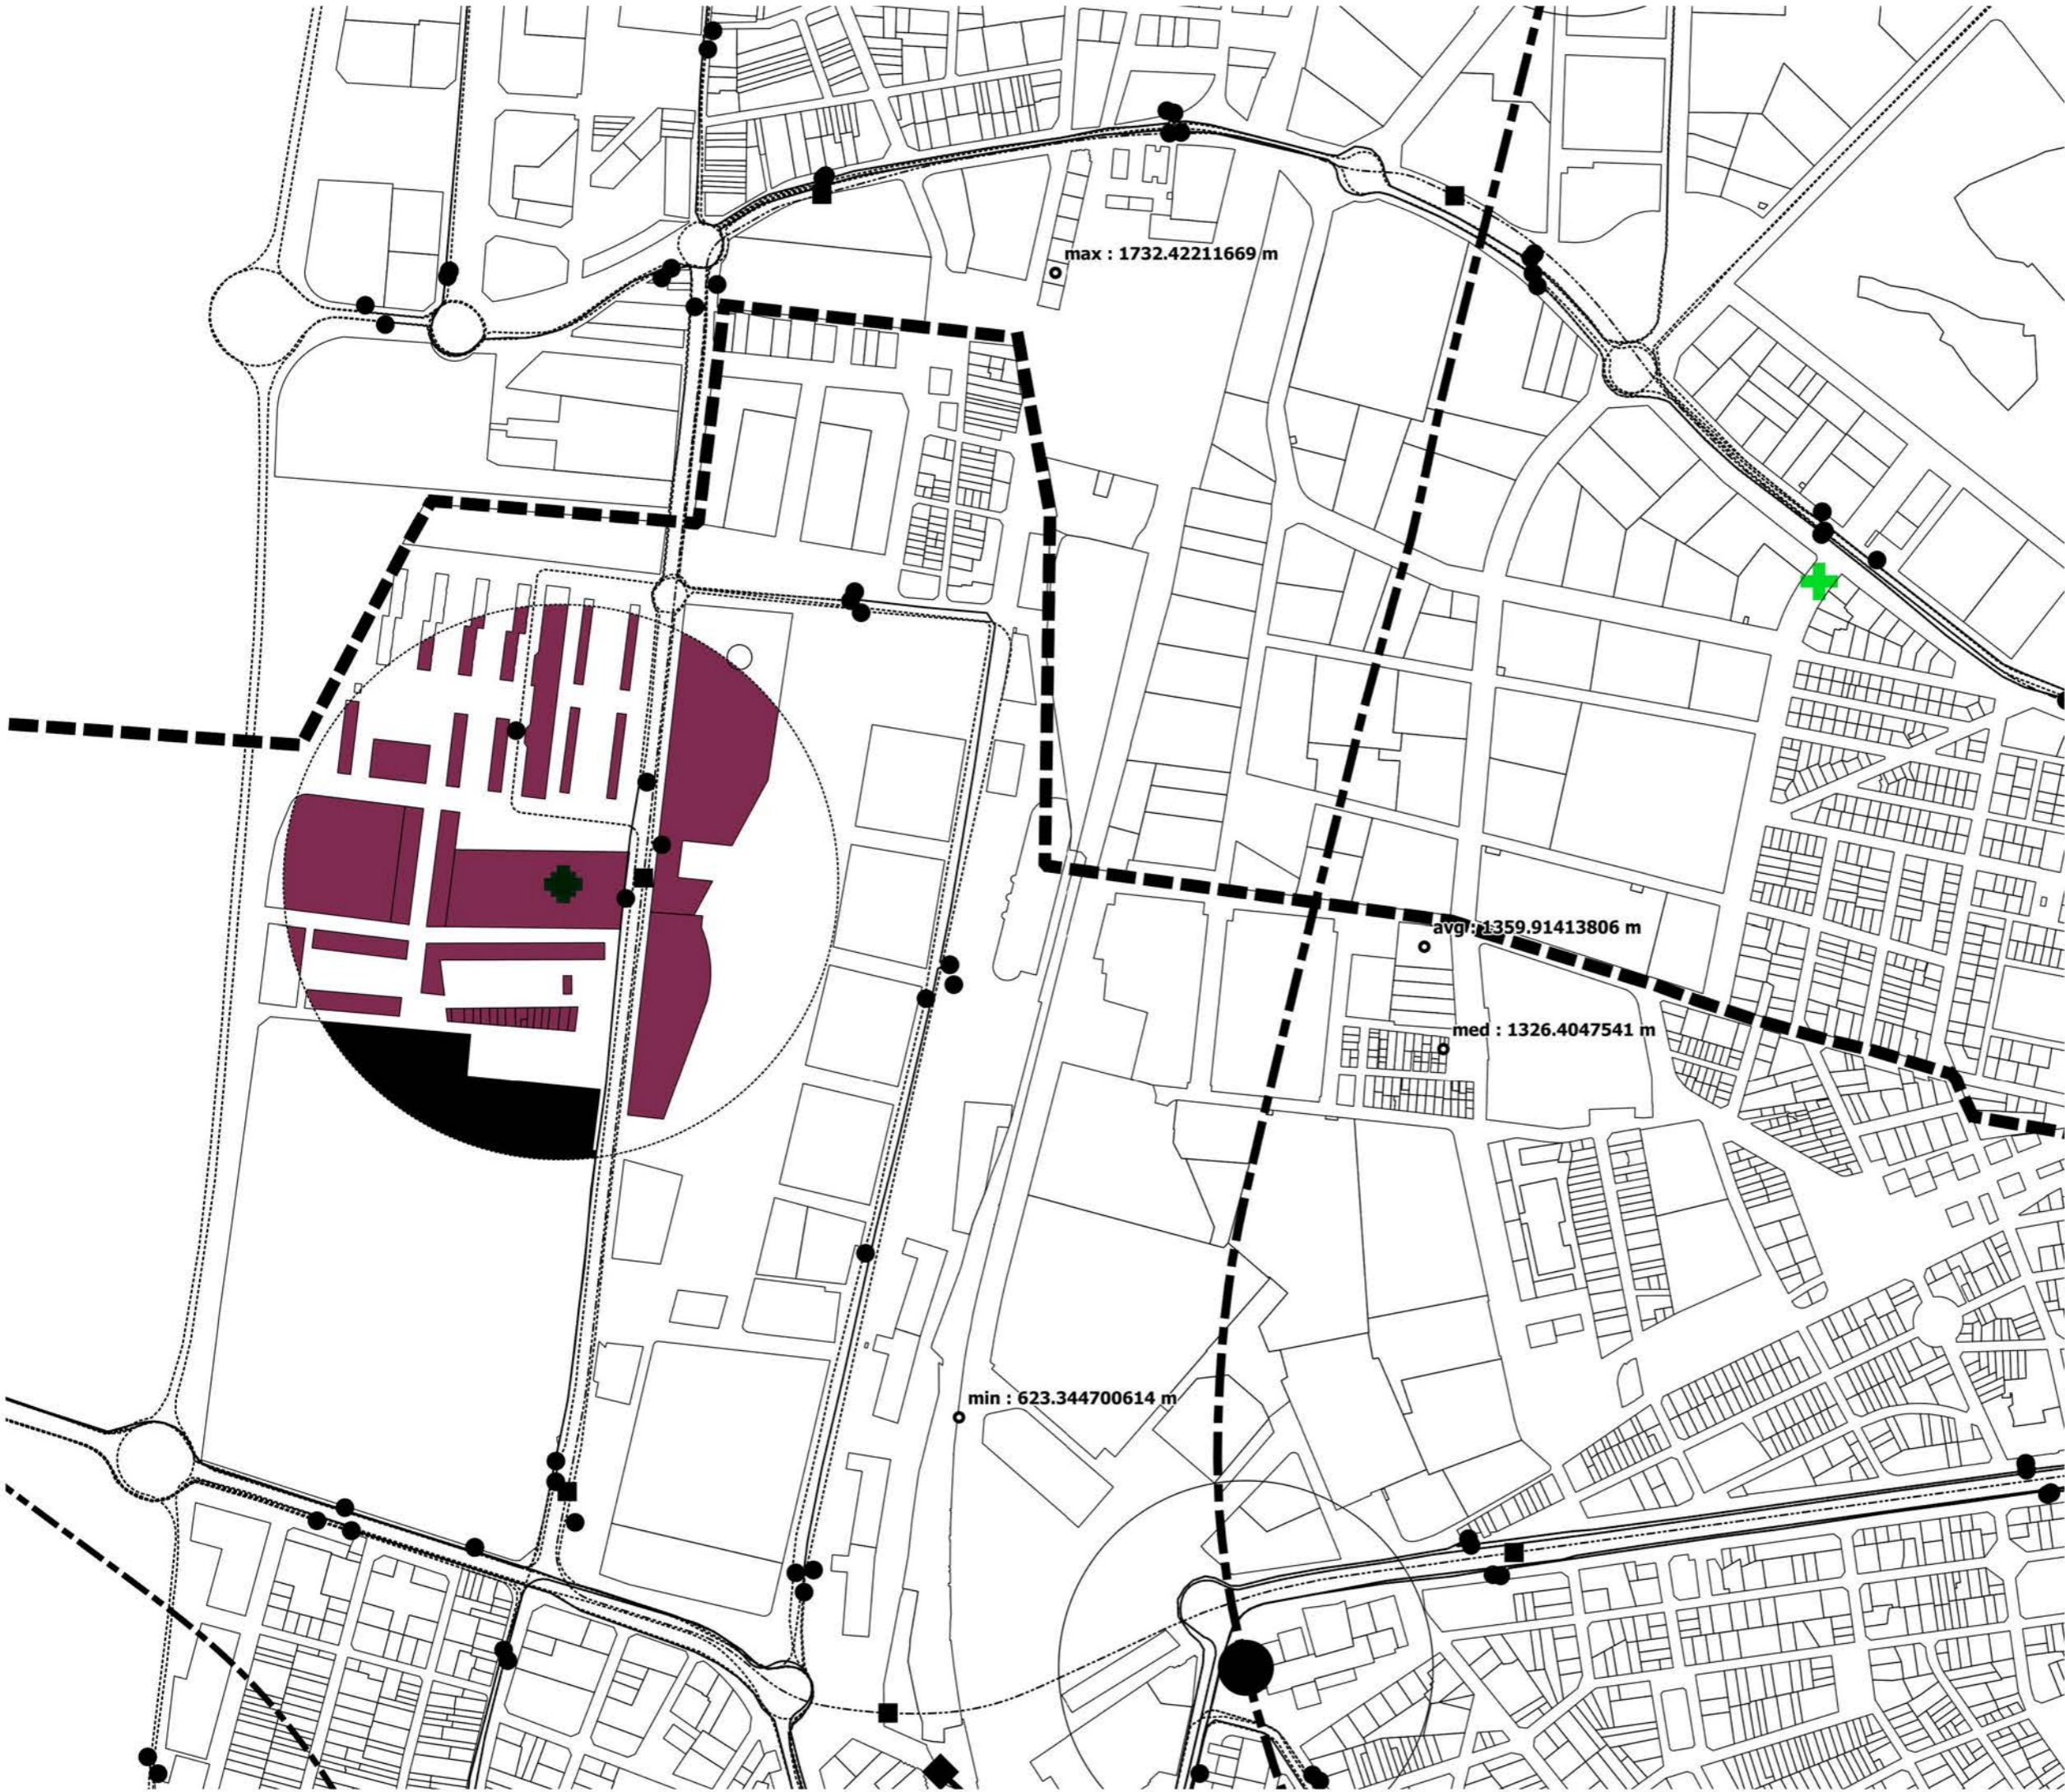 max : 1732.42211669 m
avg : 1359.91413806 m
med : 1326.4047541 m
min : 623.344700614 m